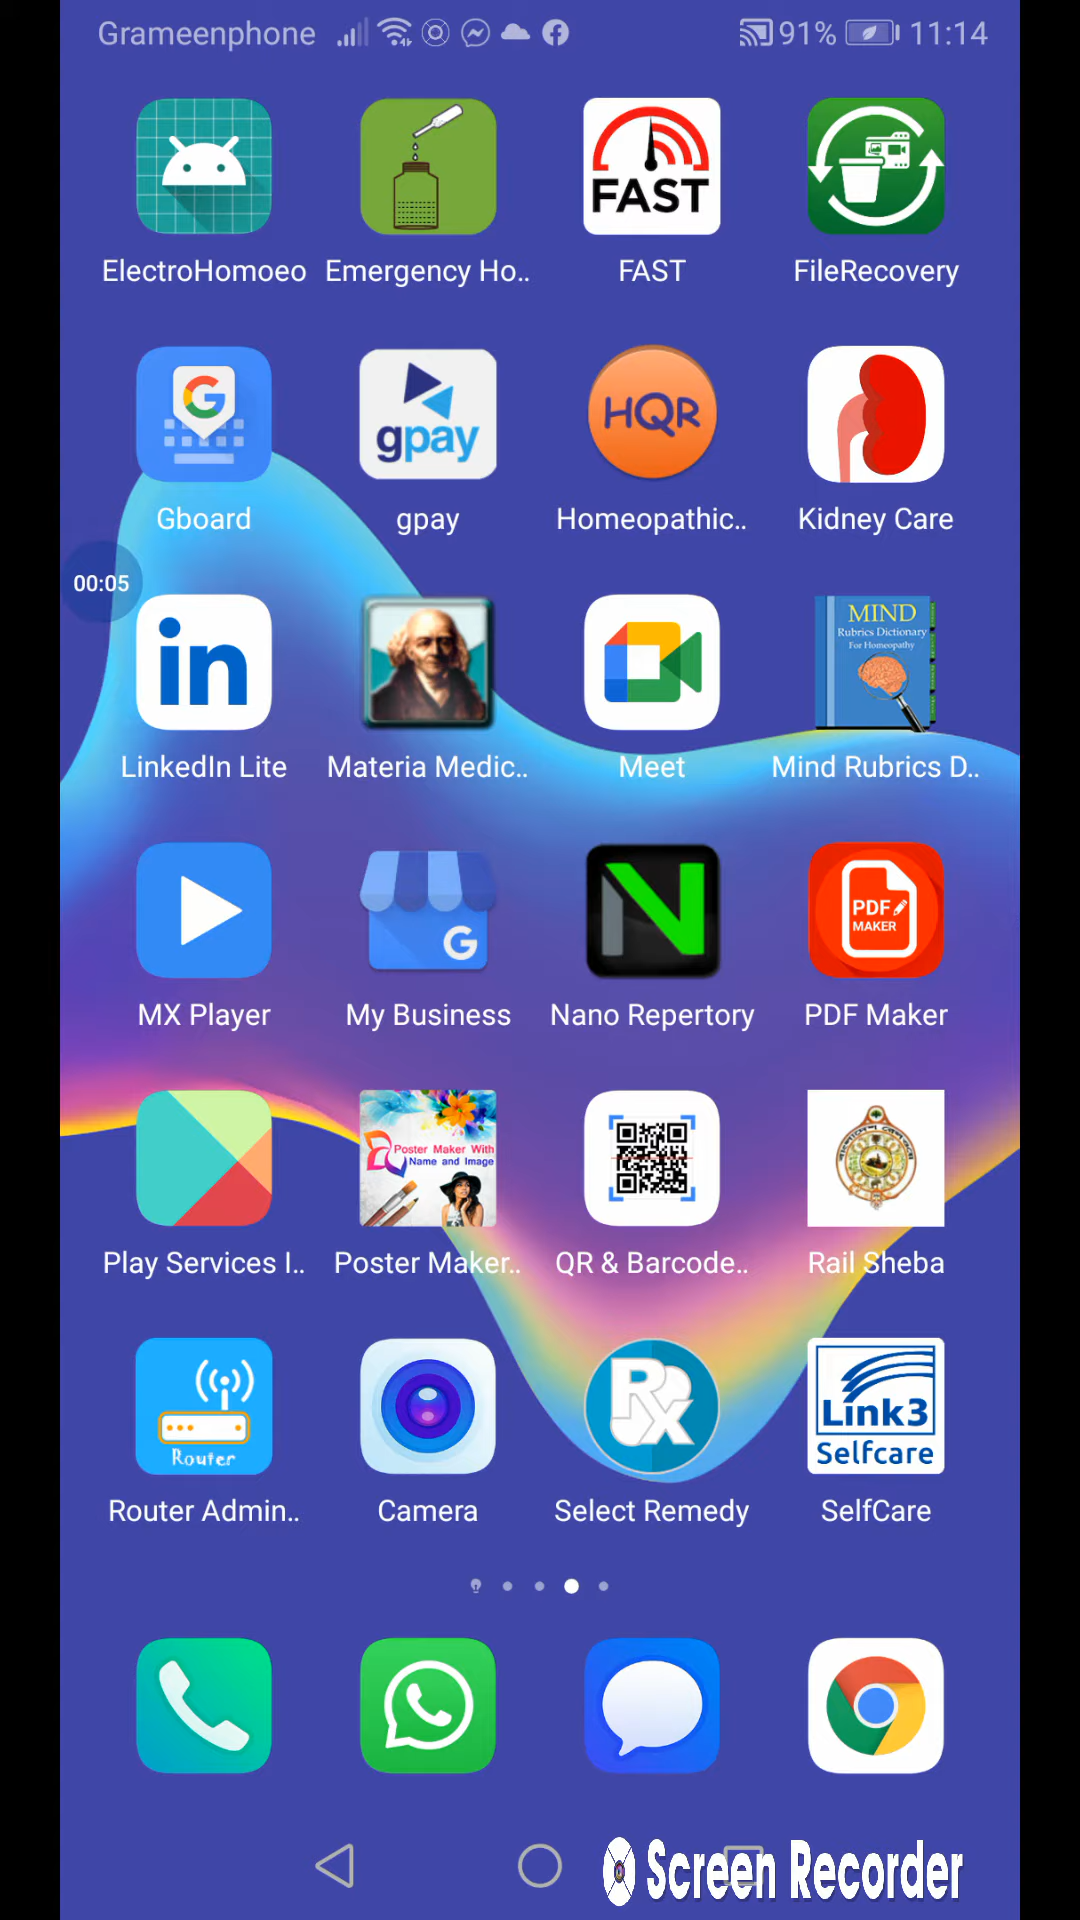 Grameenphone 91% 11:14
FAST
ElectroHomoeo Emergency Ho.. FAST FileRecovery
G gpay HQR
Gboard gpay Homeopathic.. Kidney Care
00:05
in MIND
Rubrics Dictionary
For Homeopathy
LinkedIn Lite Materia Medic.. Meet Mind Rubrics D..
G N PDF
MAKER
MX Player My Business Nano Repertory PDF Maker
Poster Maker With
Name and Image
Play Services I.. Poster Maker.. QR & Barcode.. Rail Sheba
Router Rx Link3
Selfcare
Router Admin.. Camera Select Remedy SelfCare
Screen Recorder